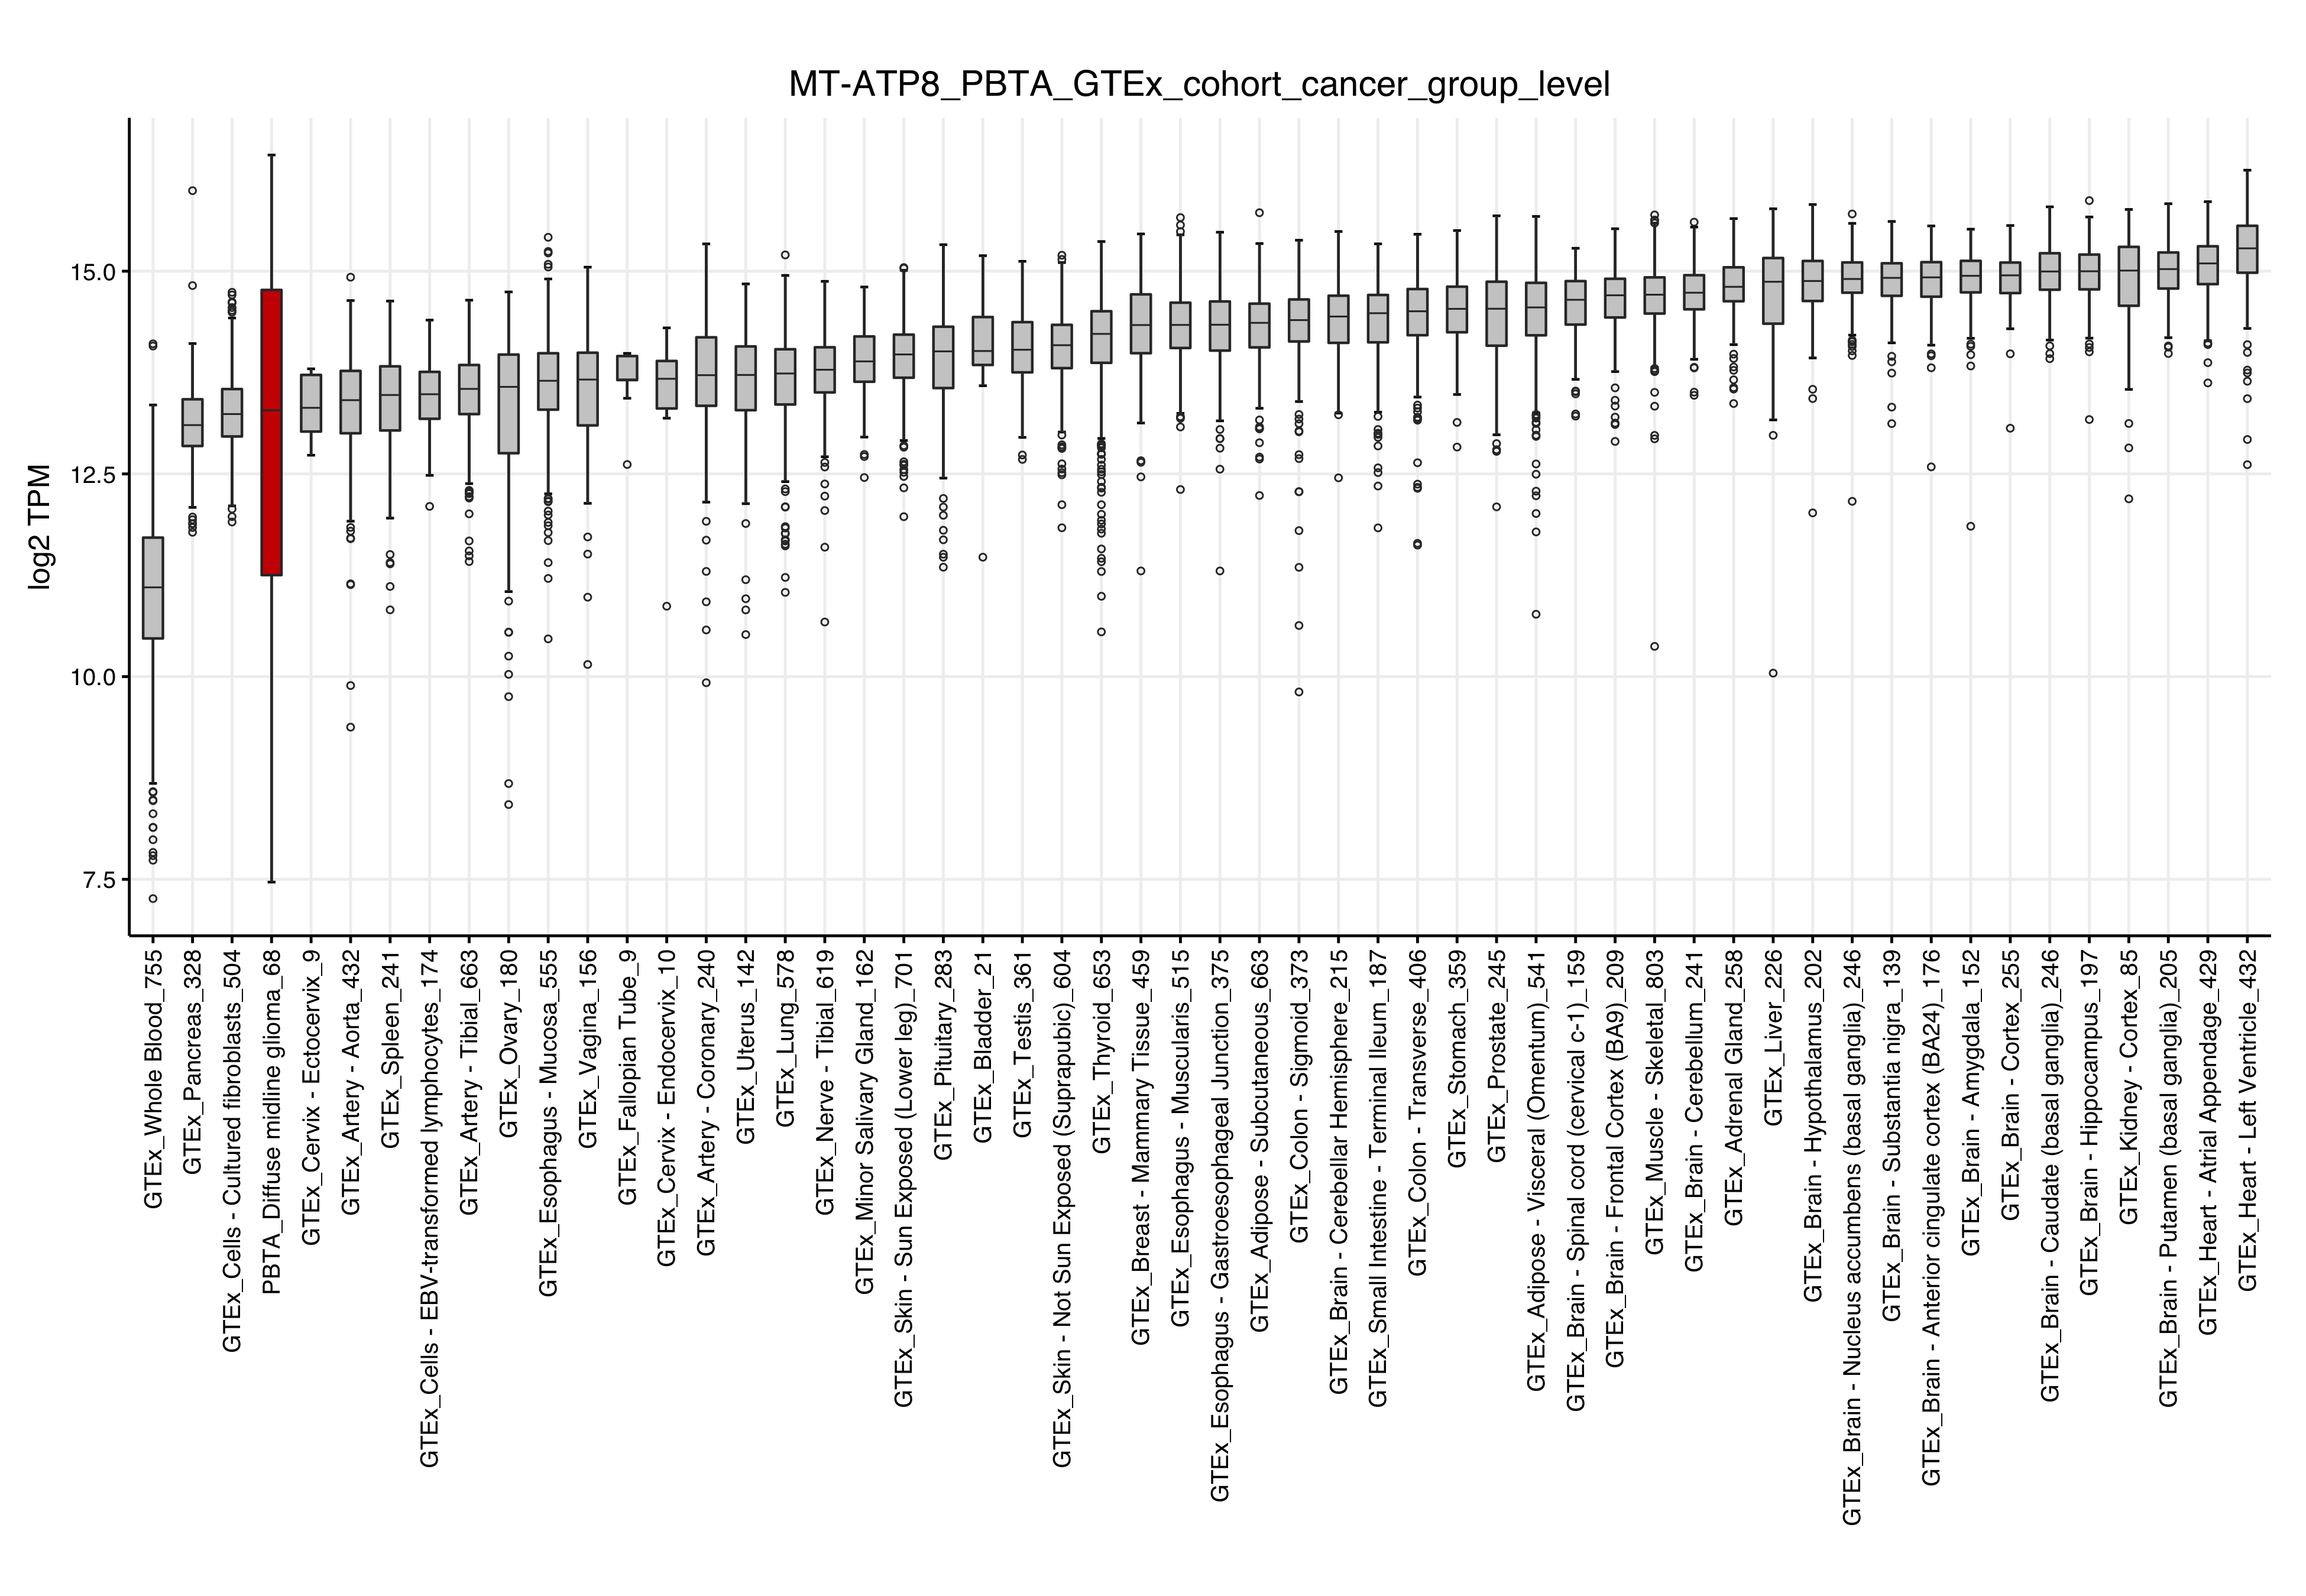 MT-ATP8_PBTA_GTEx_cohort_cancer_group_level
log2 TPM
15.0
12.5
10.0
7.5
GTEx_Whole Blood_755
GTEx_Pancreas_328
GTEx_Cells - Cultured fibroblasts_504
PBTA_Diffuse midline glioma_68
GTEx_Cervix - Ectocervix_9
GTEx_Artery - Aorta_432
GTEx_Spleen_241
GTEx_Cells - EBV-transformed lymphocytes_174
GTEx_Artery - Tibial_663
GTEx_Ovary_180
GTEx_Esophagus - Mucosa_555
GTEx_Vagina_156
GTEx_Fallopian Tube_9
GTEx_Cervix - Endocervix_10
GTEx_Artery - Coronary_240
GTEx_Uterus_142
GTEx_Lung_578
GTEx_Nerve - Tibial_619
GTEx_Minor Salivary Gland_162
GTEx_Skin - Sun Exposed (Lower leg)_701
GTEx_Pituitary_283
GTEx_Bladder_21
GTEx_Testis_361
GTEx_Skin - Not Sun Exposed (Suprapubic)_604
GTEx_Thyroid_653
GTEx_Breast - Mammary Tissue_459
GTEx_Esophagus - Muscularis_515
GTEx_Esophagus - Gastroesophageal Junction_375
GTEx_Adipose - Subcutaneous_663
GTEx_Colon - Sigmoid_373
GTEx_Brain - Cerebellar Hemisphere_215
GTEx_Small Intestine - Terminal Ileum_187
GTEx_Colon - Transverse_406
GTEx_Stomach_359
GTEx_Prostate_245
GTEx_Adipose - Visceral (Omentum)_541
GTEx_Brain - Spinal cord (cervical c-1)_159
GTEx_Brain - Frontal Cortex (BA9)_209
GTEx_Muscle - Skeletal_803
GTEx_Brain - Cerebellum_241
GTEx_Adrenal Gland_258
GTEx_Liver_226
GTEx_Brain - Hypothalamus_202
GTEx_Brain - Nucleus accumbens (basal ganglia)_246
GTEx_Brain - Substantia nigra_139
GTEx_Brain - Anterior cingulate cortex (BA24)_176
GTEx_Brain - Amygdala_152
GTEx_Brain - Cortex_255
GTEx_Brain - Caudate (basal ganglia)_246
GTEx_Brain - Hippocampus_197
GTEx_Kidney - Cortex_85
GTEx_Brain - Putamen (basal ganglia)_205
GTEx_Heart - Atrial Appendage_429
GTEx_Heart - Left Ventricle_432